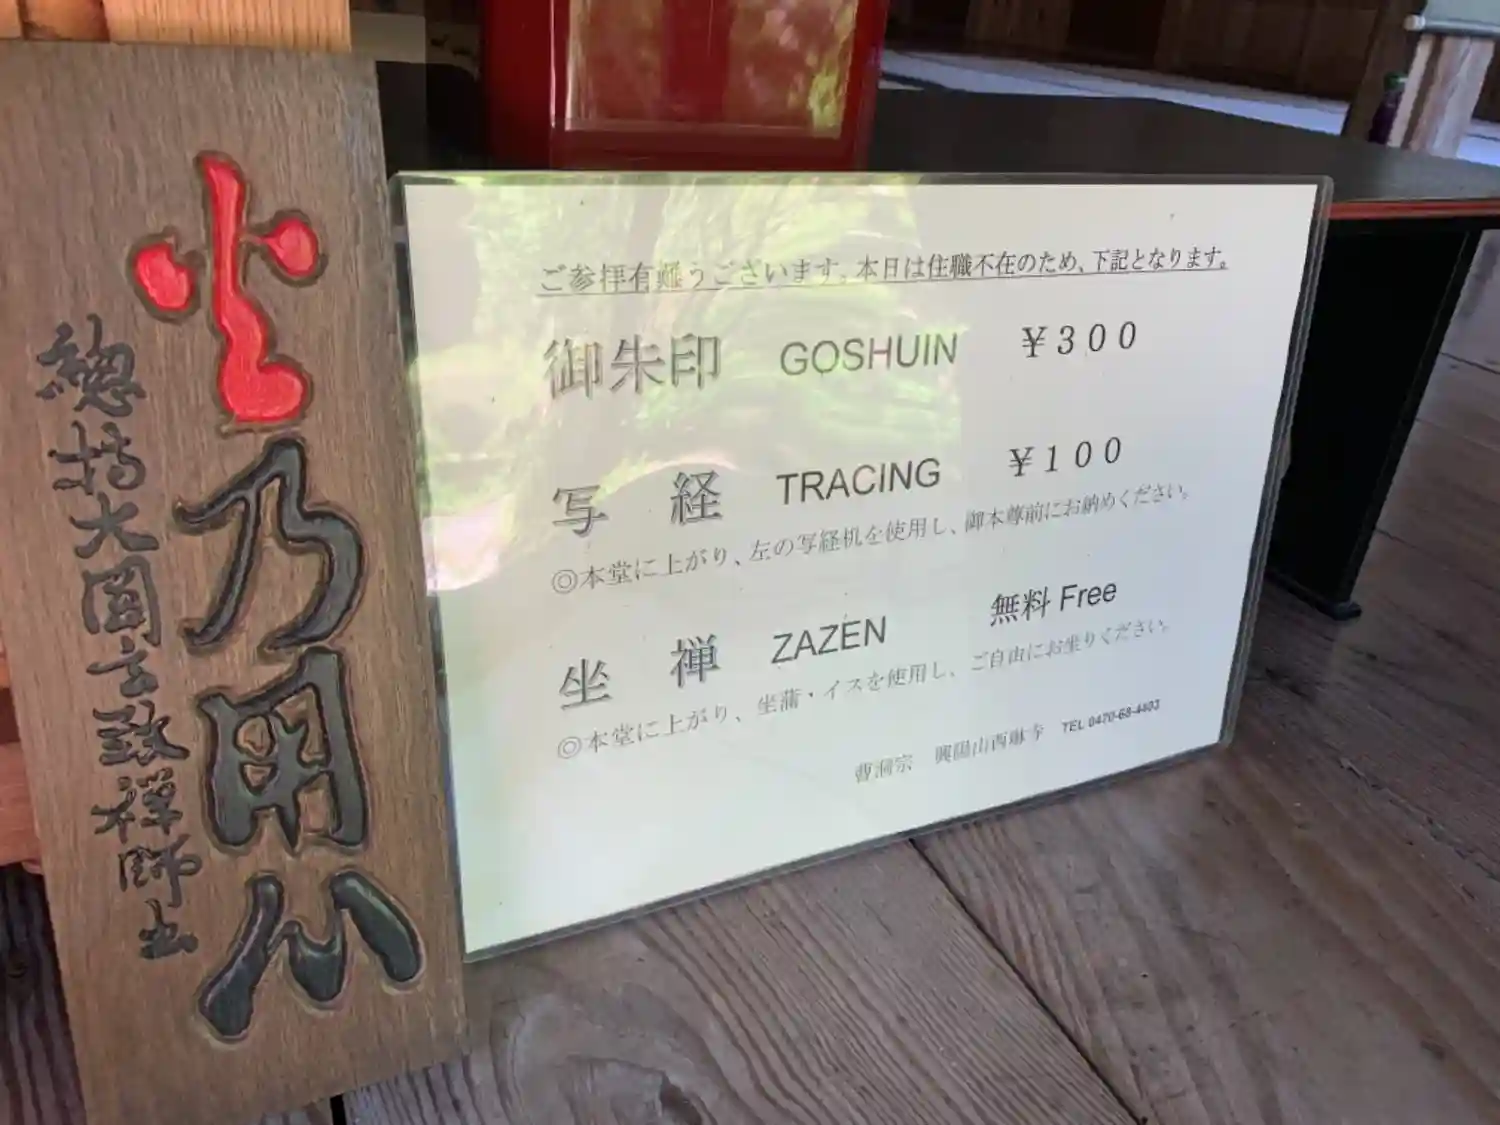 火乃用心
總持大圓玄致禅師書
ご参拝有難うございます。本日は住職不在のため、下記となります。
御朱印 GOSHUIN ¥300
写 経 TRACING ¥100
◎本堂に上がり、左の写経机を使用し、御本尊前にお納めください。
坐 禅 ZAZEN 無料 Free
◎本堂に上がり、坐蒲・イスを使用し、ご自由にお坐りください。
曹洞宗 興陽山西琳寺 TEL 0470-68-4403